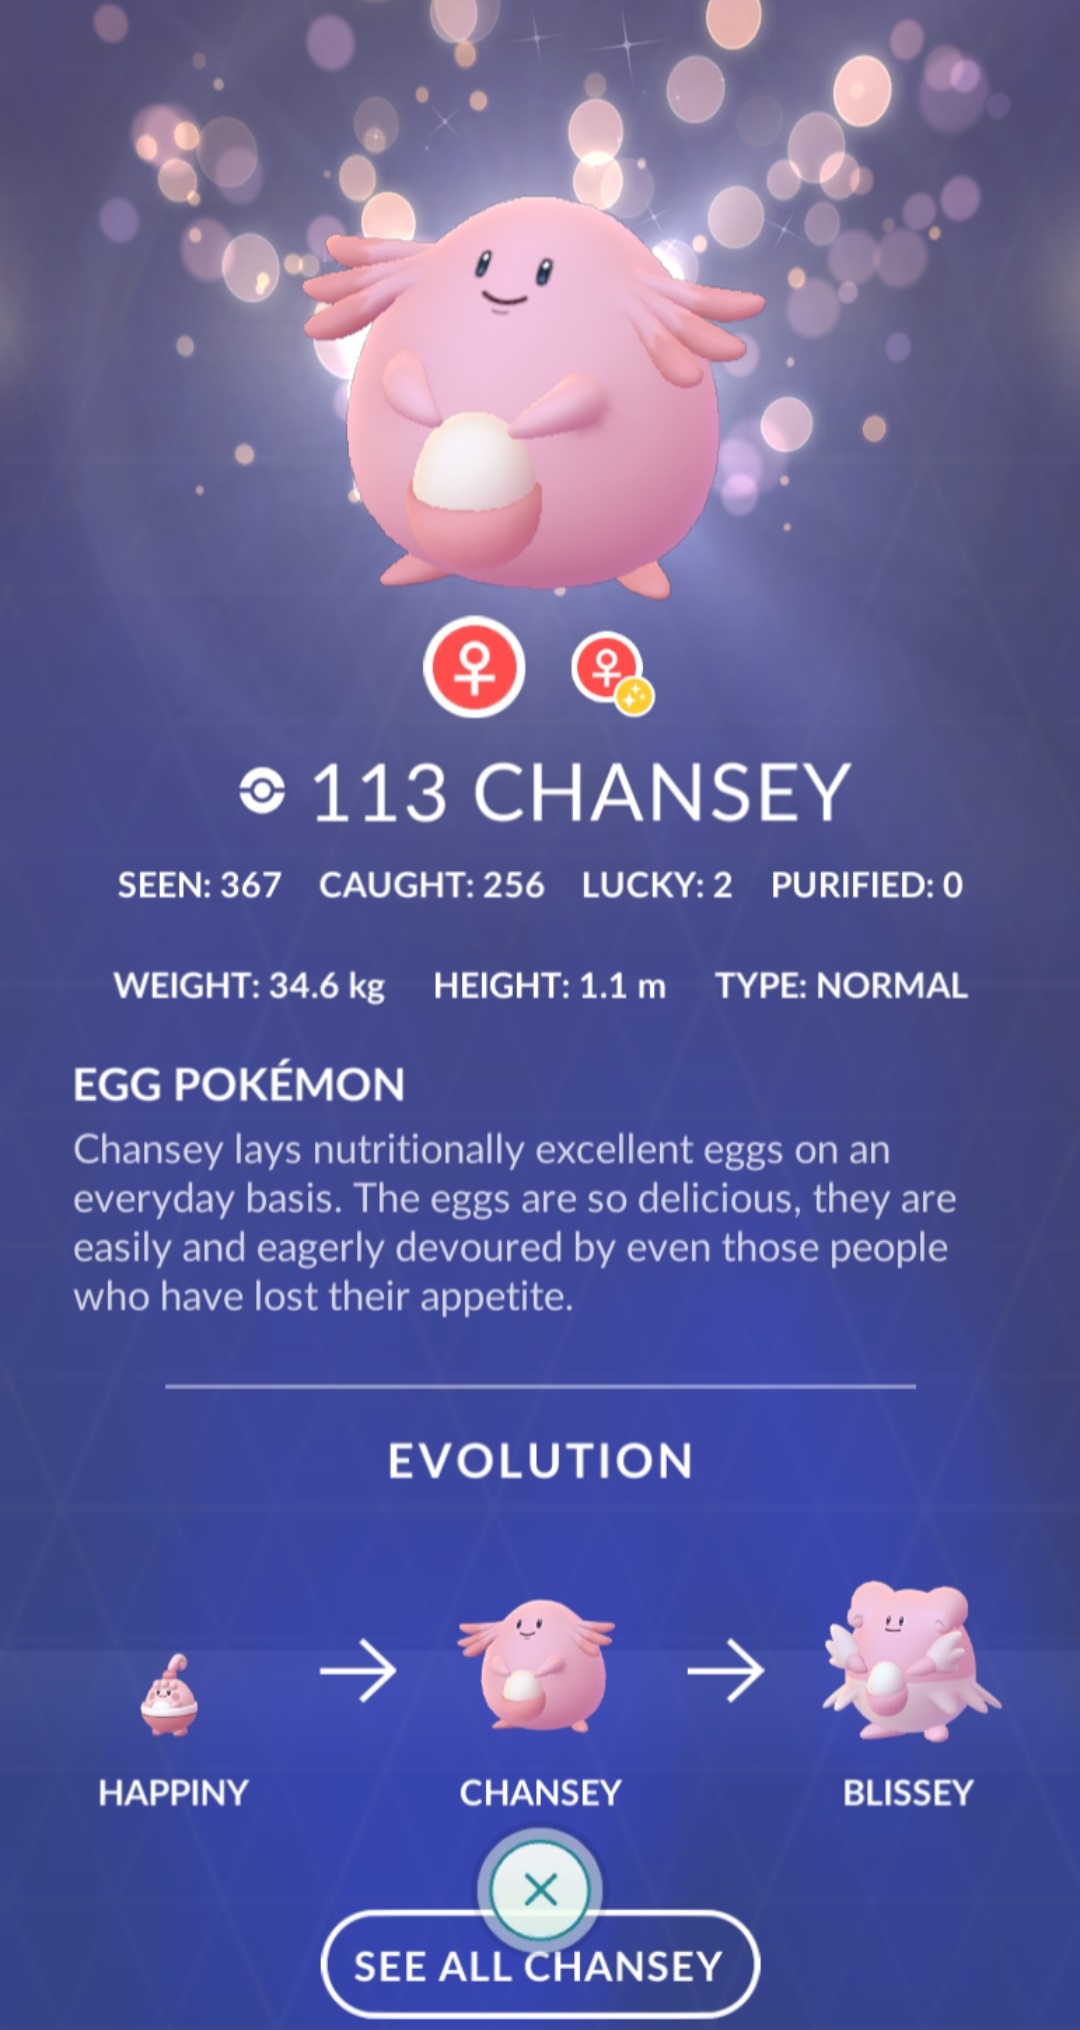 113 CHANSEY
SEEN: 367 CAUGHT: 256 LUCKY: 2 PURIFIED: 0
WEIGHT: 34.6 kg HEIGHT: 1.1 m TYPE: NORMAL
EGG POKÉMON
Chansey lays nutritionally excellent eggs on an
everyday basis. The eggs are so delicious, they are
easily and eagerly devoured by even those people
who have lost their appetite.
EVOLUTION
HAPPINY CHANSEY BLISSEY
SEE ALL CHANSEY